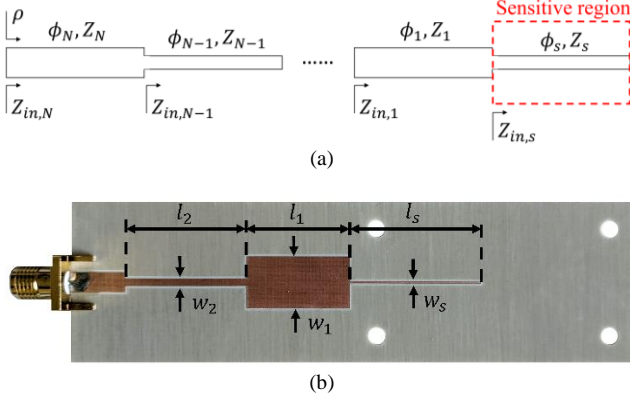 Sensitive region
ρ
ϕ_N, Z_N
ϕ_{N−1}, Z_{N−1}
......
ϕ_1, Z_1
ϕ_s, Z_s
Z_{in,N}
Z_{in,N−1}
Z_{in,1}
Z_{in,s}
(a)
l_2
l_1
l_s
w_2
w_1
w_s
(b)